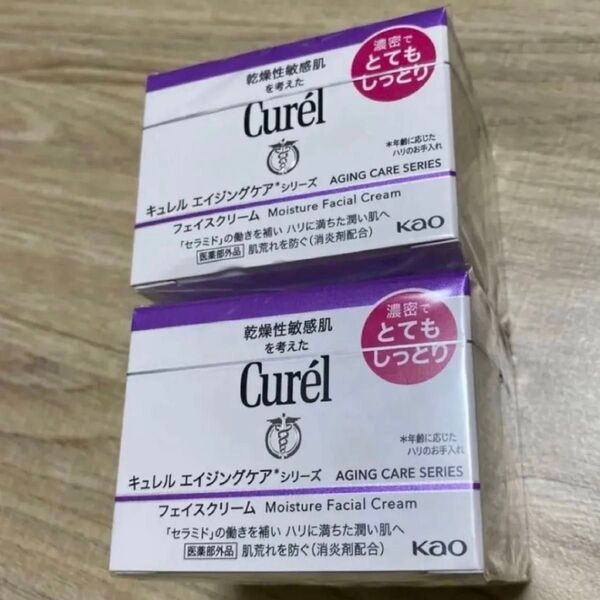 乾燥性敏感肌
を考えた
Curél
濃密で
とても
しっとり
*年齢に応じた
ハリのお手入れ
キュレル エイジングケア*シリーズ AGING CARE SERIES
フェイスクリーム Moisture Facial Cream
「セラミド」の働きを補い ハリに満ちた潤い肌へ
医薬部外品 肌荒れを防ぐ（消炎剤配合）
Kao
乾燥性敏感肌
を考えた
Curél
濃密で
とても
しっとり
*年齢に応じた
ハリのお手入れ
キュレル エイジングケア*シリーズ AGING CARE SERIES
フェイスクリーム Moisture Facial Cream
「セラミド」の働きを補い ハリに満ちた潤い肌へ
医薬部外品 肌荒れを防ぐ（消炎剤配合）
Kao